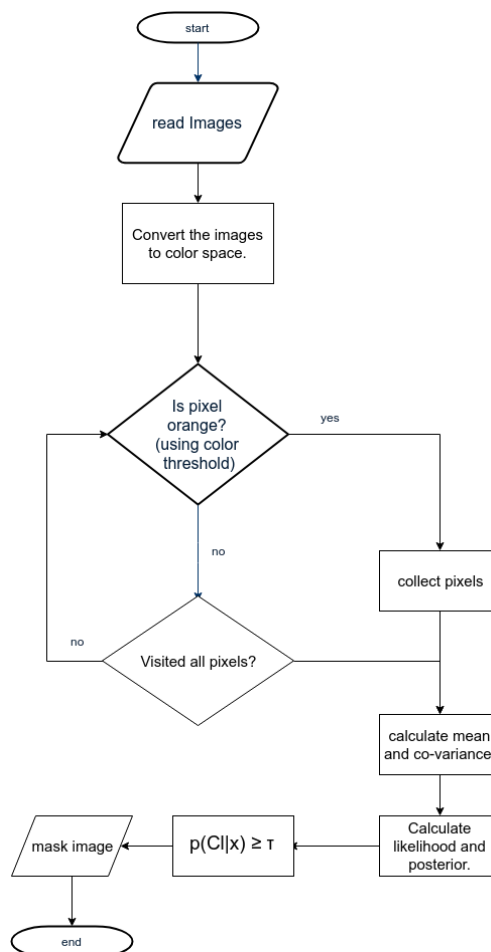 start
read Images
Convert the images
to color space.
Is pixel
orange?
(using color
threshold)
yes
no
collect pixels
Visited all pixels?
no
calculate mean
and co-variance
Calculate
likelihood and
posterior.
p(Cl|x) ≥ τ
mask image
end